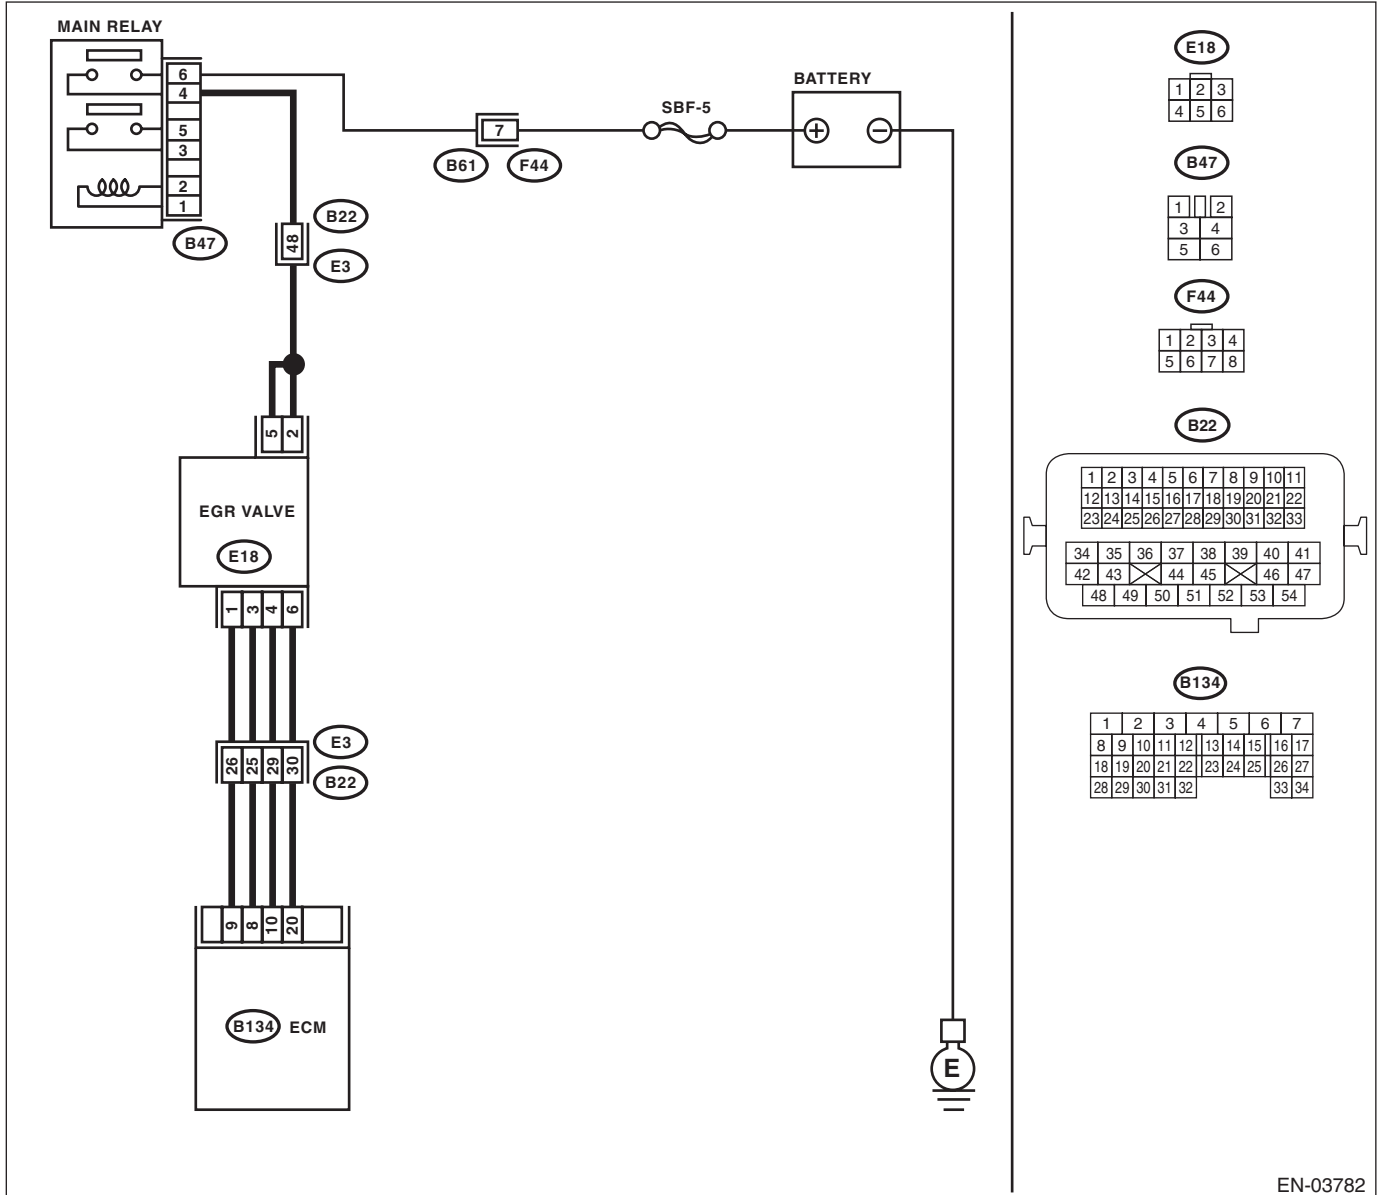 MAIN RELAY
6
4
5
3
2
1
B47
BATTERY
SBF-5
7
B61 F44
B22
48
E3
5 2
EGR VALVE
E18
1 3 4 6
E3
26 25 29 30
B22
9 8 10 20
B134 ECM
E
E18
1 2 3
4 5 6
B47
1 2
3 4
5 6
F44
1 2 3 4
5 6 7 8
B22
1 2 3 4 5 6 7 8 9 10 11
12 13 14 15 16 17 18 19 20 21 22
23 24 25 26 27 28 29 30 31 32 33
34 35 36 37 38 39 40 41
42 43 44 45 46 47
48 49 50 51 52 53 54
B134
1 2 3 4 5 6 7
8 9 10 11 12 13 14 15 16 17
18 19 20 21 22 23 24 25 26 27
28 29 30 31 32 33 34
EN-03782